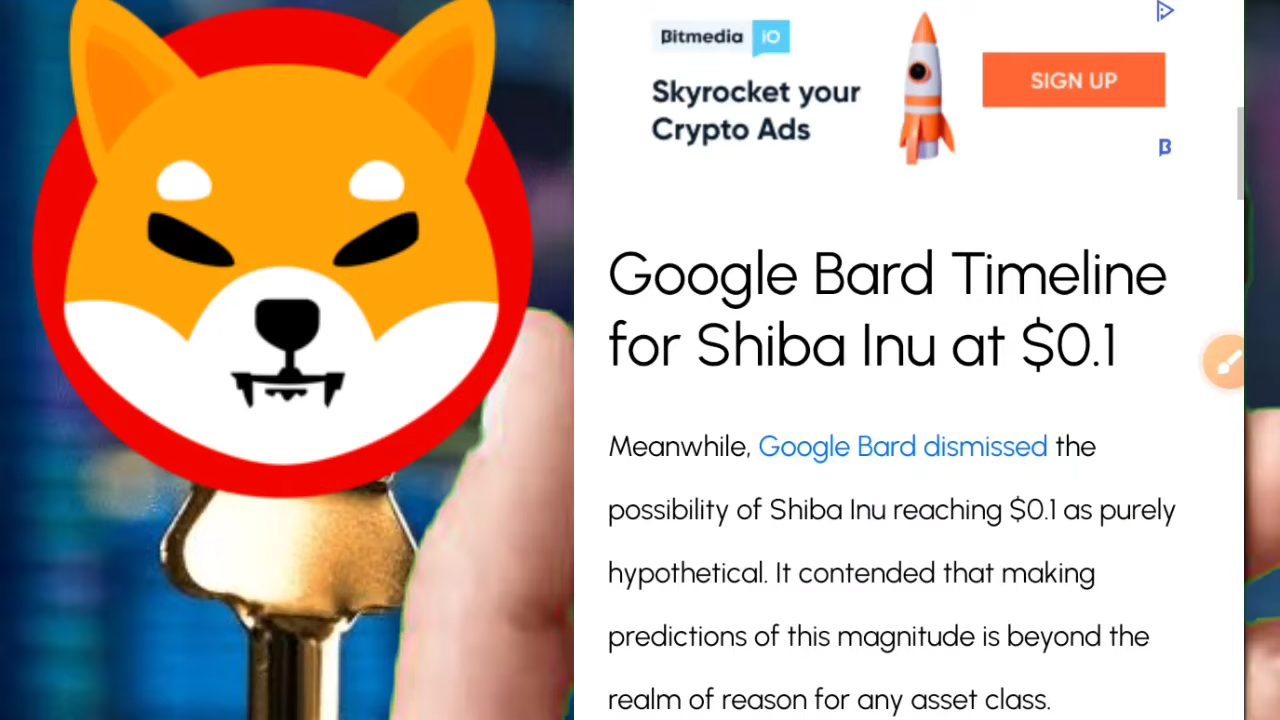 Bitmedia iO
Skyrocket your
Crypto Ads
SIGN UP
Google Bard Timeline
for Shiba Inu at $0.1
Meanwhile, Google Bard dismissed the
possibility of Shiba Inu reaching $0.1 as purely
hypothetical. It contended that making
predictions of this magnitude is beyond the
realm of reason for any asset class.